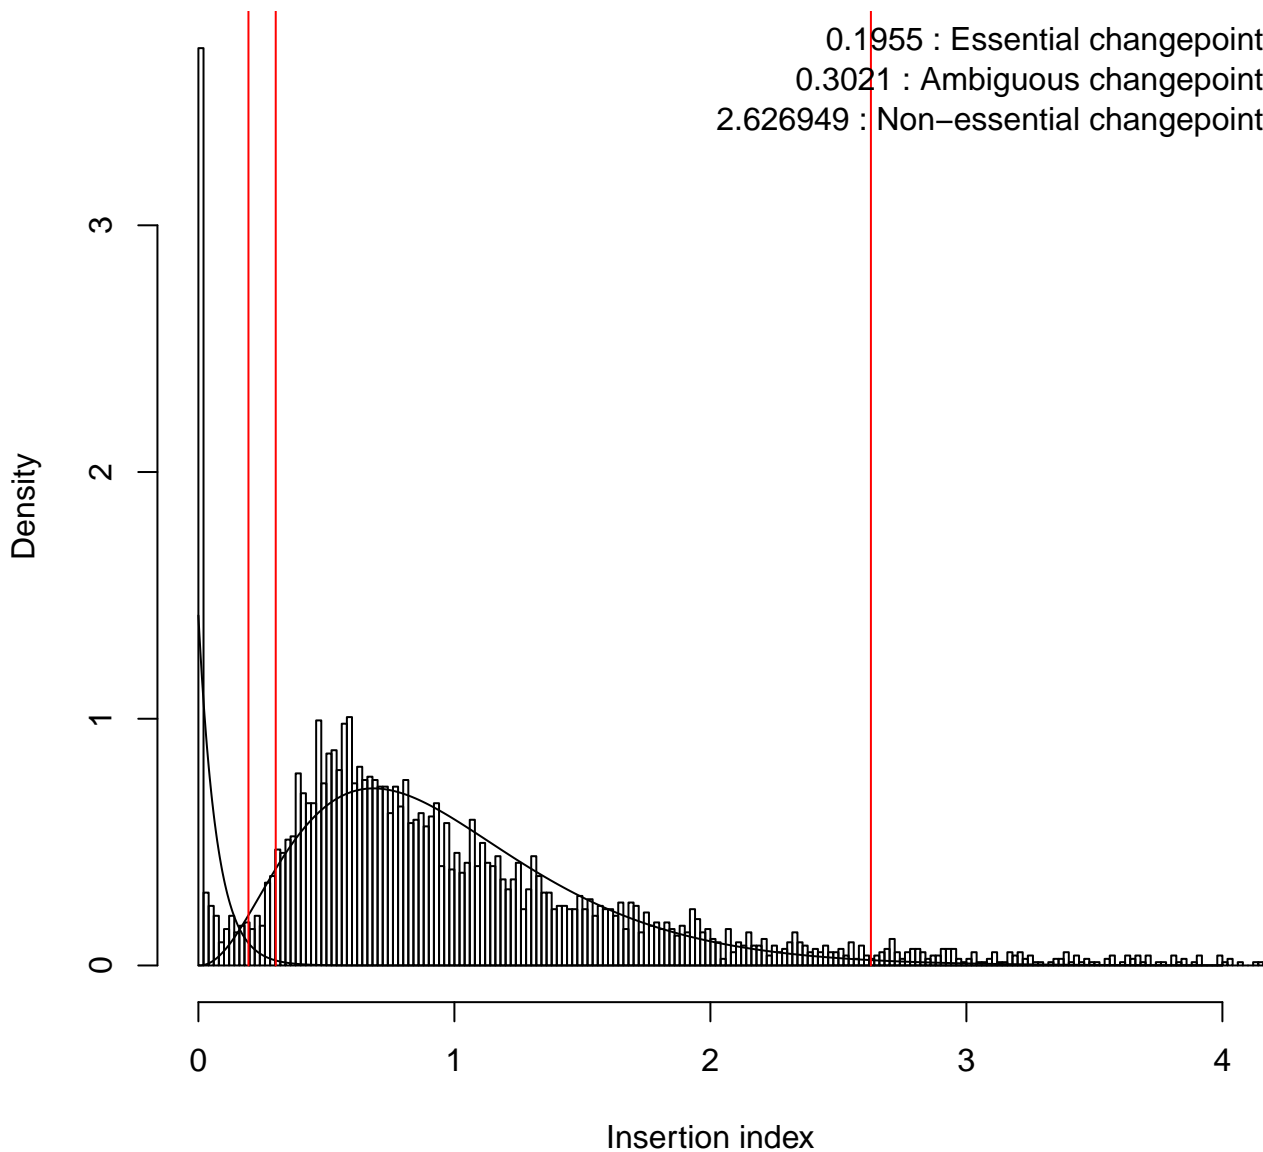 0.1955 : Essential changepoint
0.3021 : Ambiguous changepoint
2.626949 : Non−essential changepoint
3
2
1
0
Density
0 1 2 3 4
Insertion index